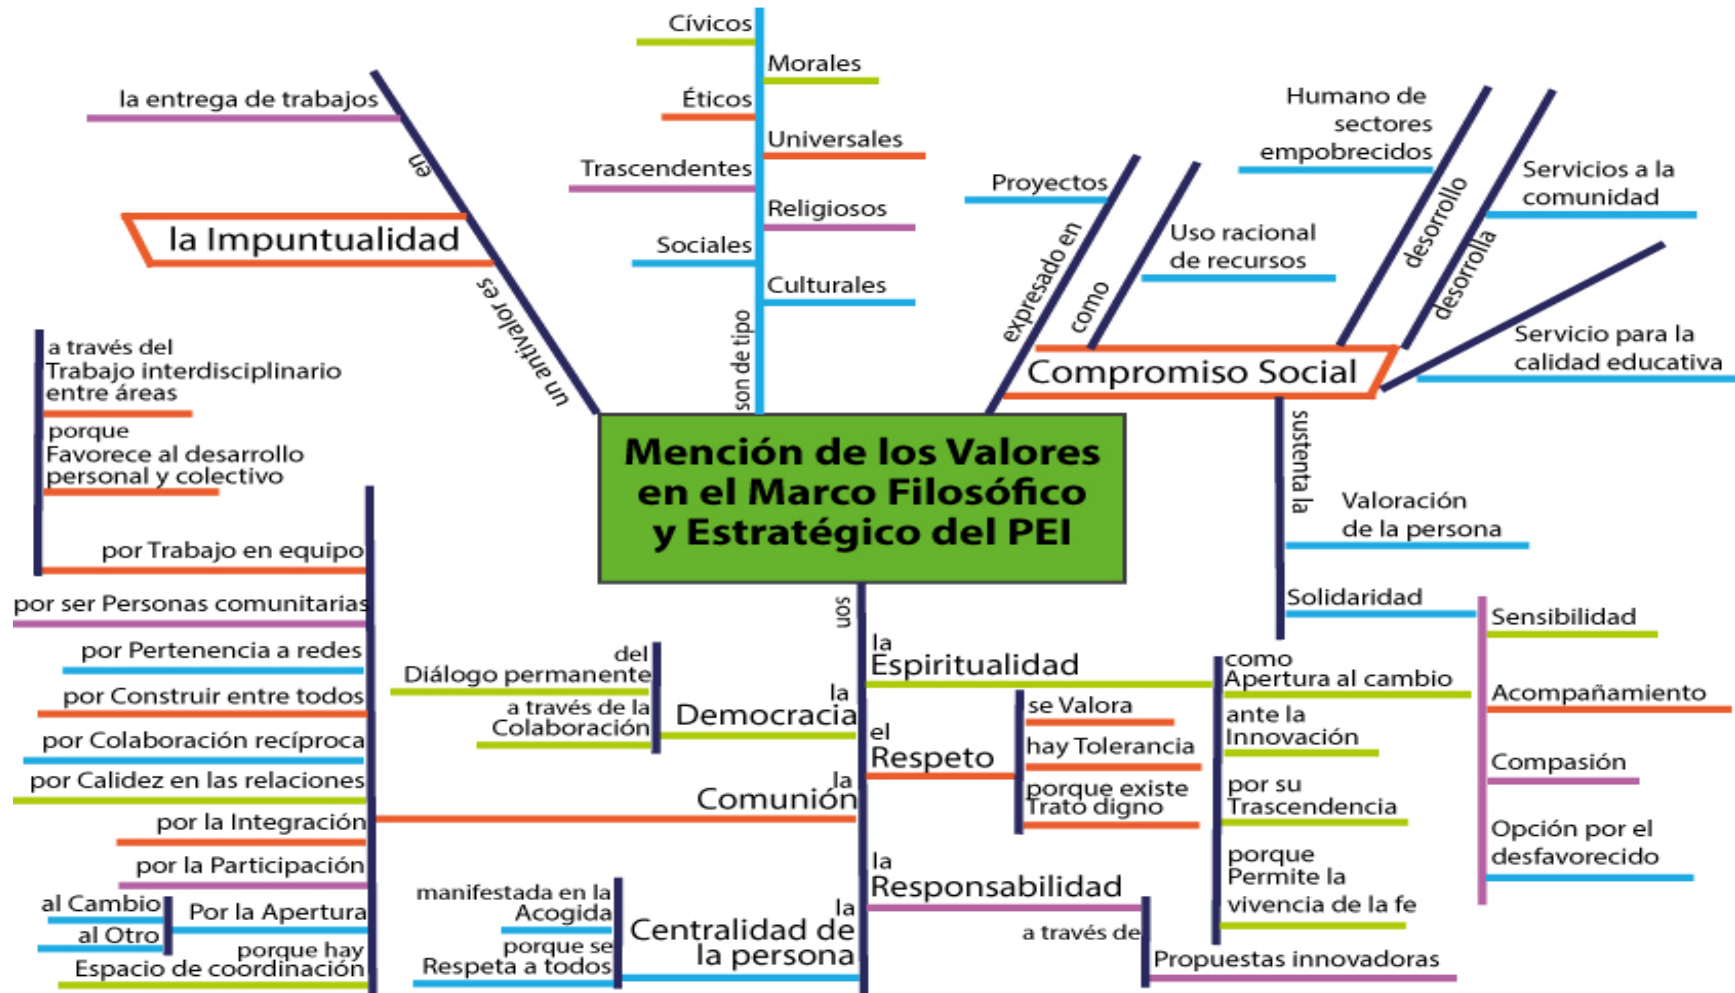 Cívicos
Morales
Éticos
Universales
Trascendentes
Religiosos
Sociales
Culturales
son de tipo
la entrega de trabajos
en
la Impuntualidad
un antivalor es
Proyectos
expresado en
como
Uso racional
de recursos
Humano de
sectores
empobrecidos
desorrollo
desorrolla
Servicios a la
comunidad
Servicio para la
calidad educativa
Compromiso Social
sustenta la
Valoración
de la persona
Solidaridad
Sensibilidad
Acompañamiento
Compasión
Opción por el
desfavorecido
Mención de los Valores
en el Marco Filosófico
y Estratégico del PEI
a través del
Trabajo interdisciplinario
entre áreas
porque
Favorece al desarrollo
personal y colectivo
por Trabajo en equipo
por ser Personas comunitarias
por Pertenencia a redes
por Construir entre todos
por Colaboración recíproca
por Calidez en las relaciones
por la Integración
por la Participación
al Cambio
al Otro
Por la Apertura
porque hay
Espacio de coordinación
son
la
Espiritualidad
como
Apertura al cambio
ante la
Innovación
por su
Trascendencia
porque
Permite la
vivencia de la fe
del
Diálogo permanente
a través de la
Colaboración
la
Democracia
el
Respeto
se Valora
hay Tolerancia
porque existe
Trato digno
la
Comunión
la
Responsabilidad
a través de
Propuestas innovadoras
manifestada en la
Acogida
porque se
Respeta a todos
la
Centralidad de
la persona